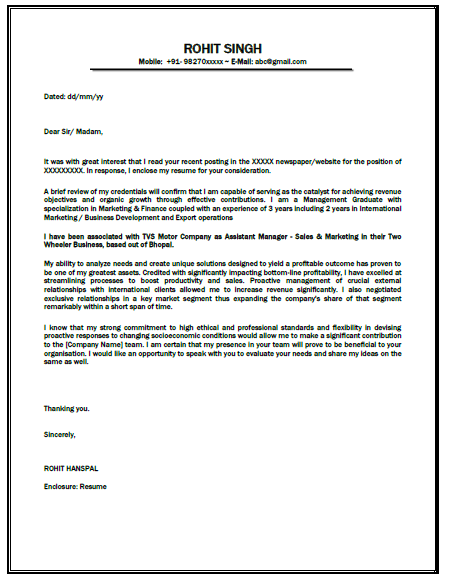 ROHIT SINGH
Mobile: +91- 98270xxxxx ~ E-Mail: abc@gmail.com
Dated: dd/mm/yy
Dear Sir/ Madam,
It was with great interest that I read your recent posting in the XXXXX newspaper/website for the position of
XXXXXXXXX. In response, I enclose my resume for your consideration.
A brief review of my credentials will confirm that I am capable of serving as the catalyst for achieving revenue
objectives and organic growth through effective contributions. I am a Management Graduate with
specialization in Marketing & Finance coupled with an experience of 3 years including 2 years in International
Marketing / Business Development and Export operations
I have been associated with TVS Motor Company as Assistant Manager - Sales & Marketing in their Two
Wheeler Business, based out of Bhopal.
My ability to analyze needs and create unique solutions designed to yield a profitable outcome has proven to
be one of my greatest assets. Credited with significantly impacting bottom-line profitability, I have excelled at
streamlining processes to boost productivity and sales. Proactive management of crucial external
relationships with international clients allowed me to increase revenue significantly. I also negotiated
exclusive relationships in a key market segment thus expanding the company's share of that segment
remarkably within a short span of time.
I know that my strong commitment to high ethical and professional standards and flexibility in devising
proactive responses to changing socioeconomic conditions would allow me to make a significant contribution
to the [Company Name] team. I am certain that my presence in your team will prove to be beneficial to your
organisation. I would like an opportunity to speak with you to evaluate your needs and share my ideas on the
same as well.
Thanking you.
Sincerely,
ROHIT HANSPAL
Enclosure: Resume